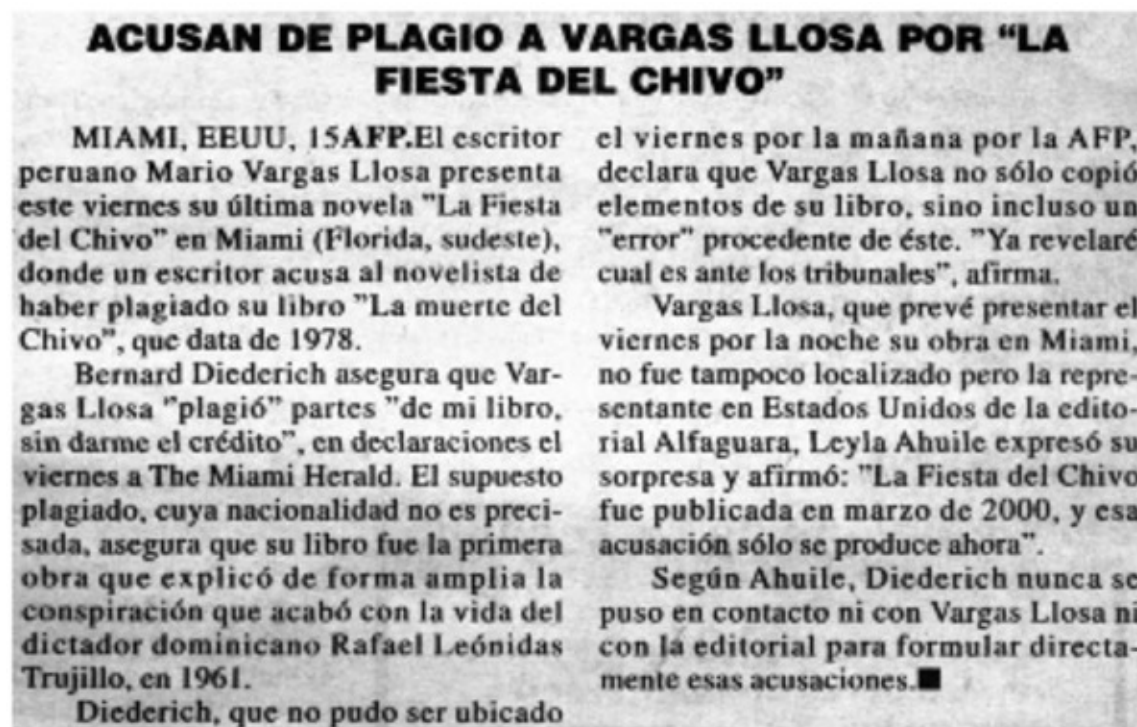 ACUSAN DE PLAGIO A VARGAS LLOSA POR “LA
FIESTA DEL CHIVO”
MIAMI, EEUU, 15AFP.El escritor
peruano Mario Vargas Llosa presenta
este viernes su última novela "La Fiesta
del Chivo” en Miami (Florida, sudeste),
donde un escritor acusa al novelista de
haber plagiado su libro ”La muerte del
Chivo”, que data de 1978.
Bernard Diederich asegura que Var-
gas Llosa "plagió” partes ”de mi libro,
sin darme el crédito”, en declaraciones el
viernes a The Miami Herald. El supuesto
plagiado, cuya nacionalidad no es preci-
sada, asegura que su libro fue la primera
obra que explicó de forma amplia la
conspiración que acabó con la vida del
dictador dominicano Rafael Leónidas
Trujillo, en 1961.
Diederich, que no pudo ser ubicado
el viernes por la mañana por la AFP,
declara que Vargas Llosa no sólo copió
elementos de su libro, sino incluso un
"error" procedente de éste. ”Ya revelaré
cual es ante los tribunales”, afirma.
Vargas Llosa, que prevé presentar el
viernes por la noche su obra en Miami,
no fue tampoco localizado pero la repre-
sentante en Estados Unidos de la edito-
rial Alfaguara, Leyla Ahuile expresó su
sorpresa y afirmó: ”La Fiesta del Chivo
fue publicada en marzo de 2000, y esa
acusación sólo se produce ahora”.
Según Ahuile, Diederich nunca se
puso en contacto ni con Vargas Llosa ni
con la editorial para formular directa-
mente esas acusaciones.■